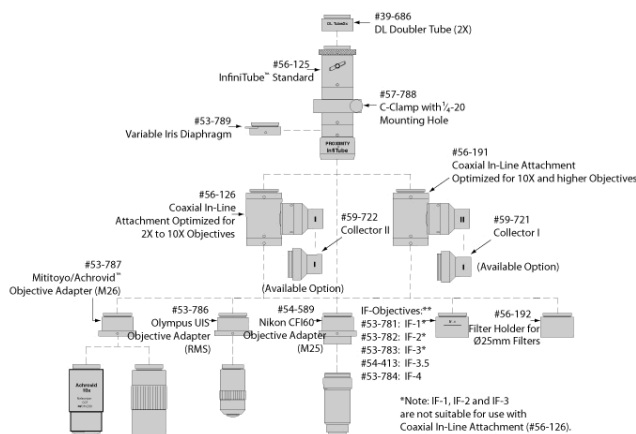 #39-686
DL Doubler Tube (2X)
#56-125
InfiniTube™ Standard
#57-788
C-Clamp with ¼-20
Mounting Hole
#53-789
Variable Iris Diaphragm
PROXIMITY
InfiniTube
#56-191
Coaxial In-Line Attachment
Optimized for 10X and higher Objectives
#56-126
Coaxial In-Line
Attachment Optimized for
2X to 10X Objectives
I
II
#59-722
Collector II
#59-721
Collector I
I
I
(Available Option)
(Available Option)
#53-787
Mititoyo/Achrovid™
Objective Adapter (M26)
#53-786
Olympus UIS
Objective Adapter
(RMS)
#54-589
Nikon CFI60
Objective Adapter
(M25)
IF-Objectives:**
#53-781: IF-1*
#53-782: IF-2*
#53-783: IF-3*
#54-413: IF-3.5
#53-784: IF-4
#56-192
Filter Holder for
Ø25mm Filters
Achrovid
10x
*Note: IF-1, IF-2 and IF-3
are not suitable for use with
Coaxial In-Line Attachment (#56-126).